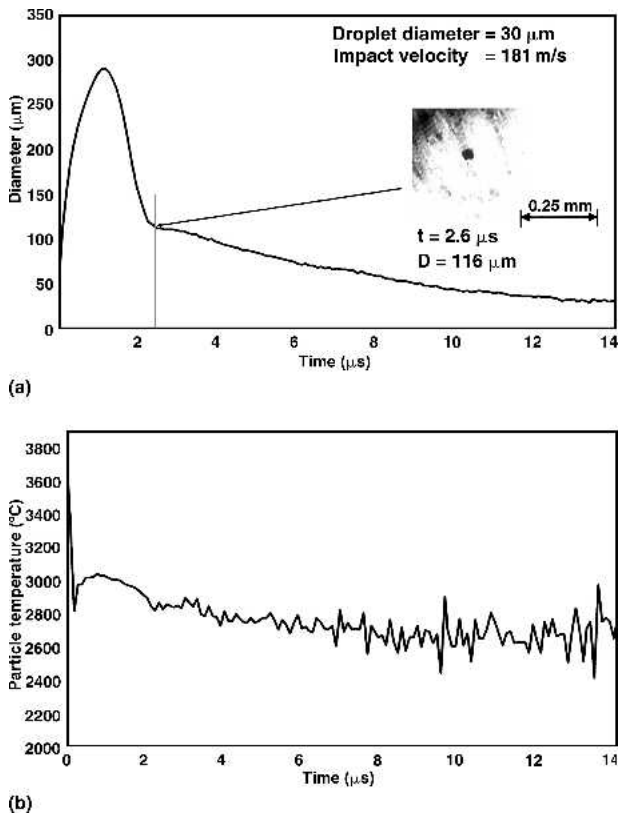 350
300
250
200
150
100
50
0
Diameter (μm)
Droplet diameter = 30 μm
Impact velocity = 181 m/s
0.25 mm
t = 2.6 μs
D = 116 μm
2 4 6 8 10 12 14
Time (μs)
(a)
3800
3600
3400
3200
3000
2800
2600
2400
2200
2000
Particle temperature (°C)
0 2 4 6 8 10 12 14
Time (μs)
(b)